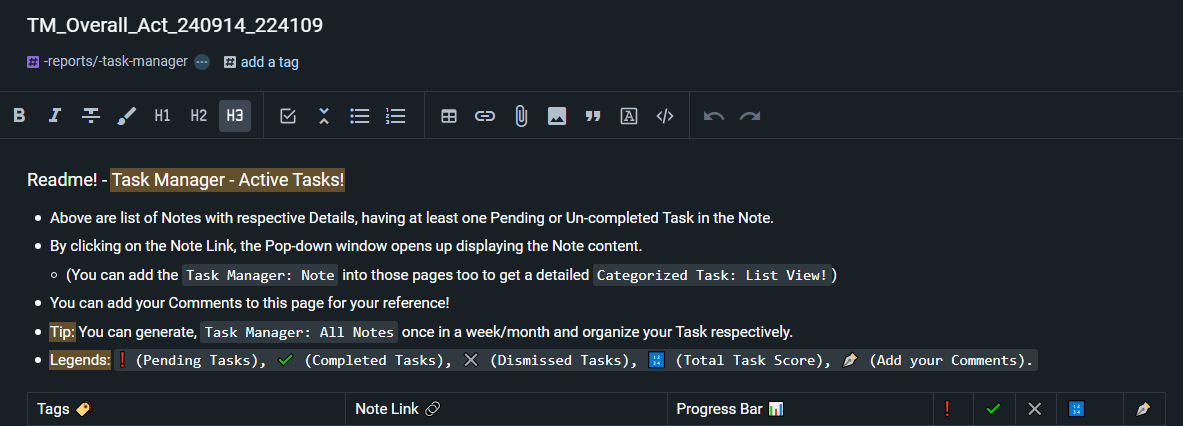 TM_Overall_Act_240914_224109
-reports/-task-manager ... add a tag
B I S H1 H2 H3 A </>
Readme! - Task Manager - Active Tasks!
• Above are list of Notes with respective Details, having at least one Pending or Un-completed Task in the Note.
• By clicking on the Note Link, the Pop-down window opens up displaying the Note content.
◦ (You can add the Task Manager: Note into those pages too to get a detailed Categorized Task: List View!)
• You can add your Comments to this page for your reference!
• Tip: You can generate, Task Manager: All Notes once in a week/month and organize your Task respectively.
• Legends: ❗ (Pending Tasks), ✔️ (Completed Tasks), ✖️ (Dismissed Tasks), 🔢 (Total Task Score), ✒️ (Add your Comments).
Tags 🏷️ Note Link 🔗 Progress Bar 📊 ❗ ✔️ ✖️ 🔢 ✒️